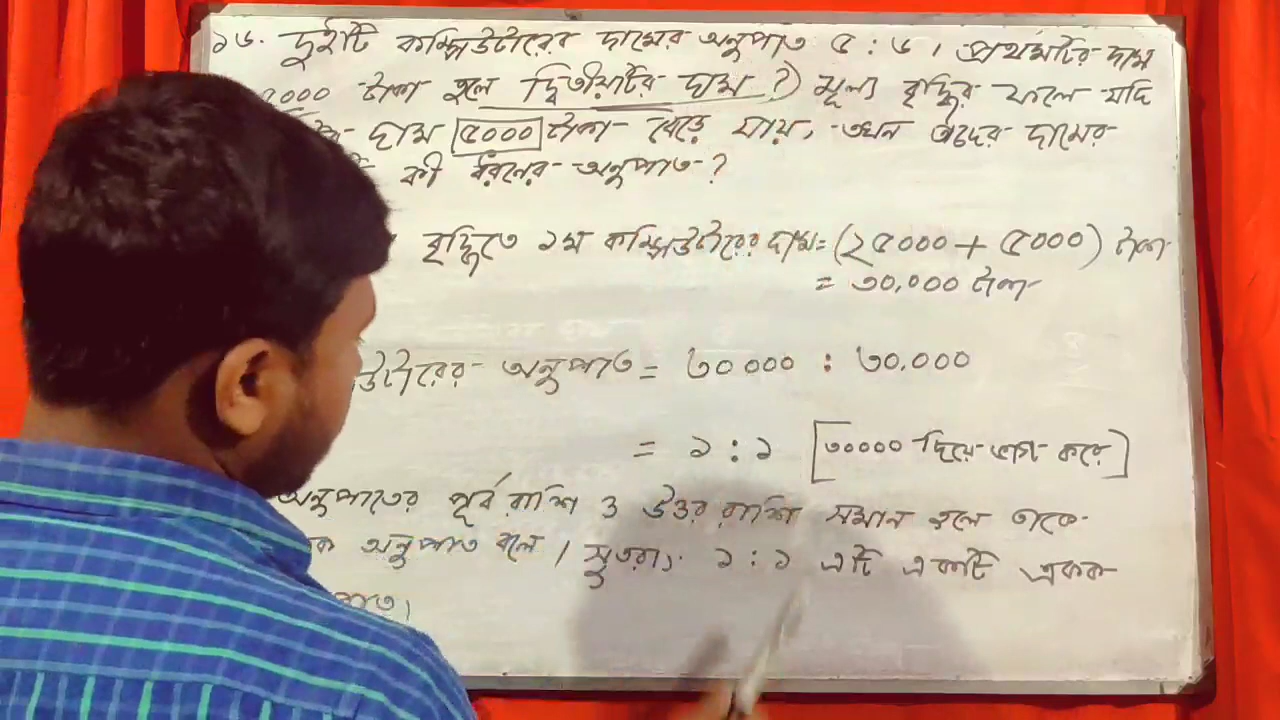 ১৬. দুইটি কম্পিউটারের দামের অনুপাত ৫ : ৬। প্রথমটির দাম
০০০ টাকা হলে দ্বিতীয়টির দাম ?) মূল্য বৃদ্ধির ফলে যদি
দাম ৫০০০ টাকা বেড়ে যায়, তখন তাদের দামের
কী ধরনের অনুপাত ?
বৃদ্ধিতে ১ম কম্পিউটারের দাম = (২৫০০০ + ৫০০০) টাকা
= ৩০,০০০ টাকা
উটারের অনুপাত = ৩০০০০ : ৩০,০০০
= ১ : ১ [৩০০০০ দিয়ে ভাগ করে]
অনুপাতের পূর্ব রাশি ও উত্তর রাশি সমান হলে তাকে
ক অনুপাত বলে। সুতরাং ১ : ১ এটি একটি একক
পাত।